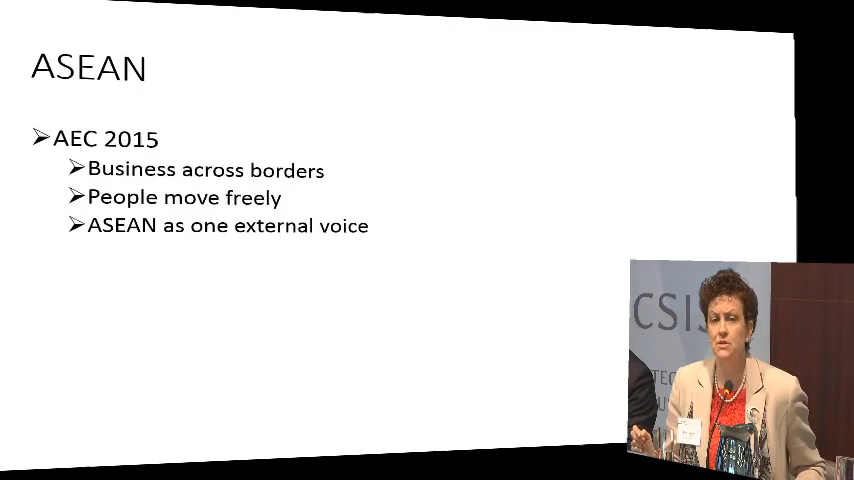 ASEAN
AEC 2015
Business across borders
People move freely
ASEAN as one external voice
CSIS